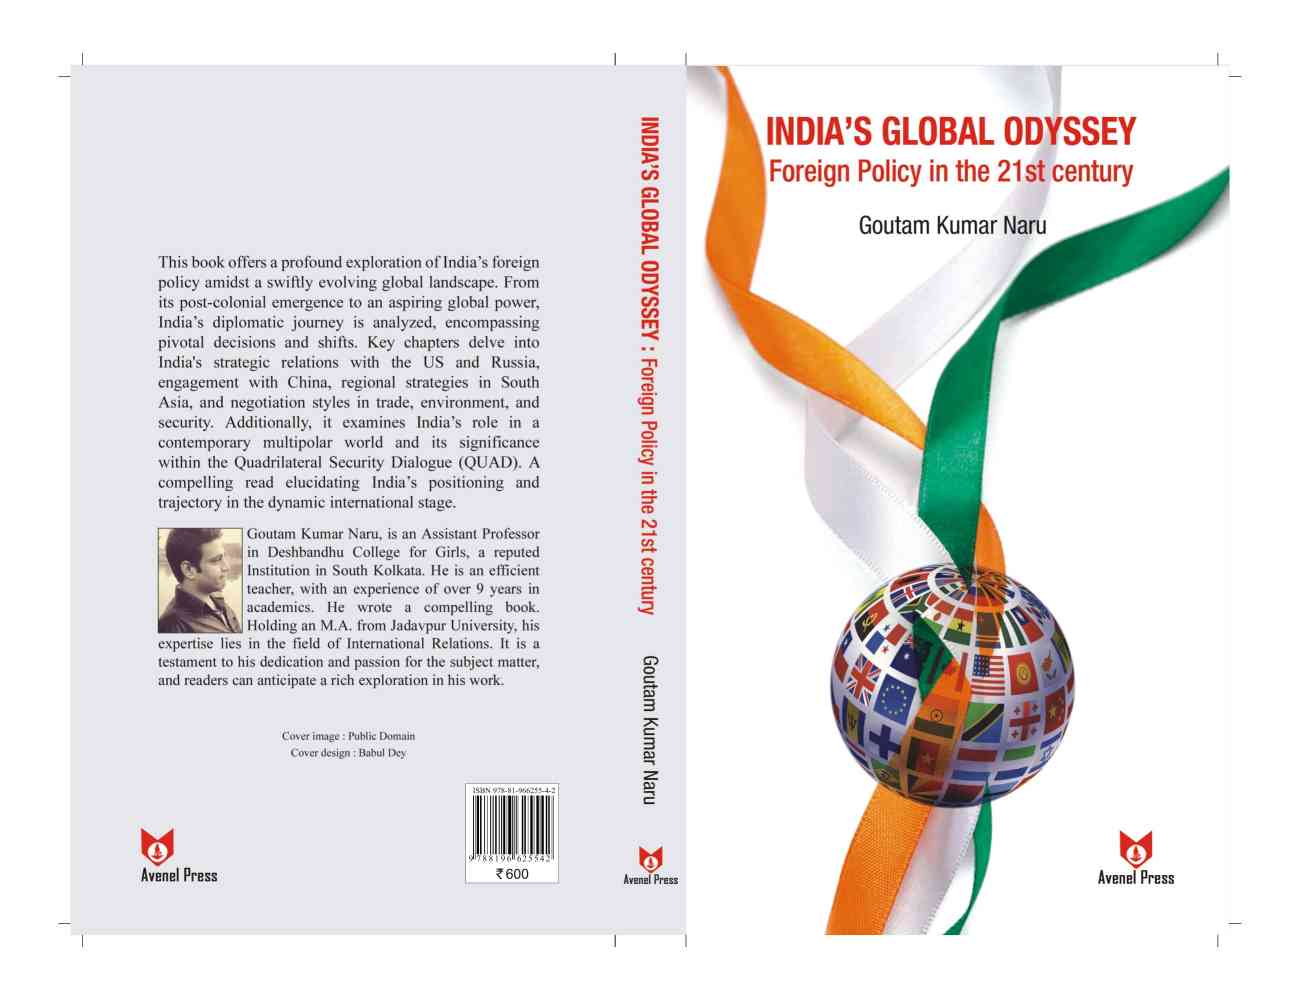 This book offers a profound exploration of India’s foreign
policy amidst a swiftly evolving global landscape. From
its post-colonial emergence to an aspiring global power,
India’s diplomatic journey is analyzed, encompassing
pivotal decisions and shifts. Key chapters delve into
India's strategic relations with the US and Russia,
engagement with China, regional strategies in South
Asia, and negotiation styles in trade, environment, and
security. Additionally, it examines India’s role in a
contemporary multipolar world and its significance
within the Quadrilateral Security Dialogue (QUAD). A
compelling read elucidating India’s positioning and
trajectory in the dynamic international stage.
Goutam Kumar Naru, is an Assistant Professor
in Deshbandhu College for Girls, a reputed
Institution in South Kolkata. He is an efficient
teacher, with an experience of over 9 years in
academics. He wrote a compelling book.
Holding an M.A. from Jadavpur University, his
expertise lies in the field of International Relations. It is a
testament to his dedication and passion for the subject matter,
and readers can anticipate a rich exploration in his work.
Cover image : Public Domain
Cover design : Babul Dey
ISBN 978-81-966255-4-2
9 788196 625542
₹ 600
Avenel Press
INDIA’S GLOBAL ODYSSEY : Foreign Policy in the 21st century
Goutam Kumar Naru
Avenel Press
INDIA’S GLOBAL ODYSSEY
Foreign Policy in the 21st century
Goutam Kumar Naru
Avenel Press